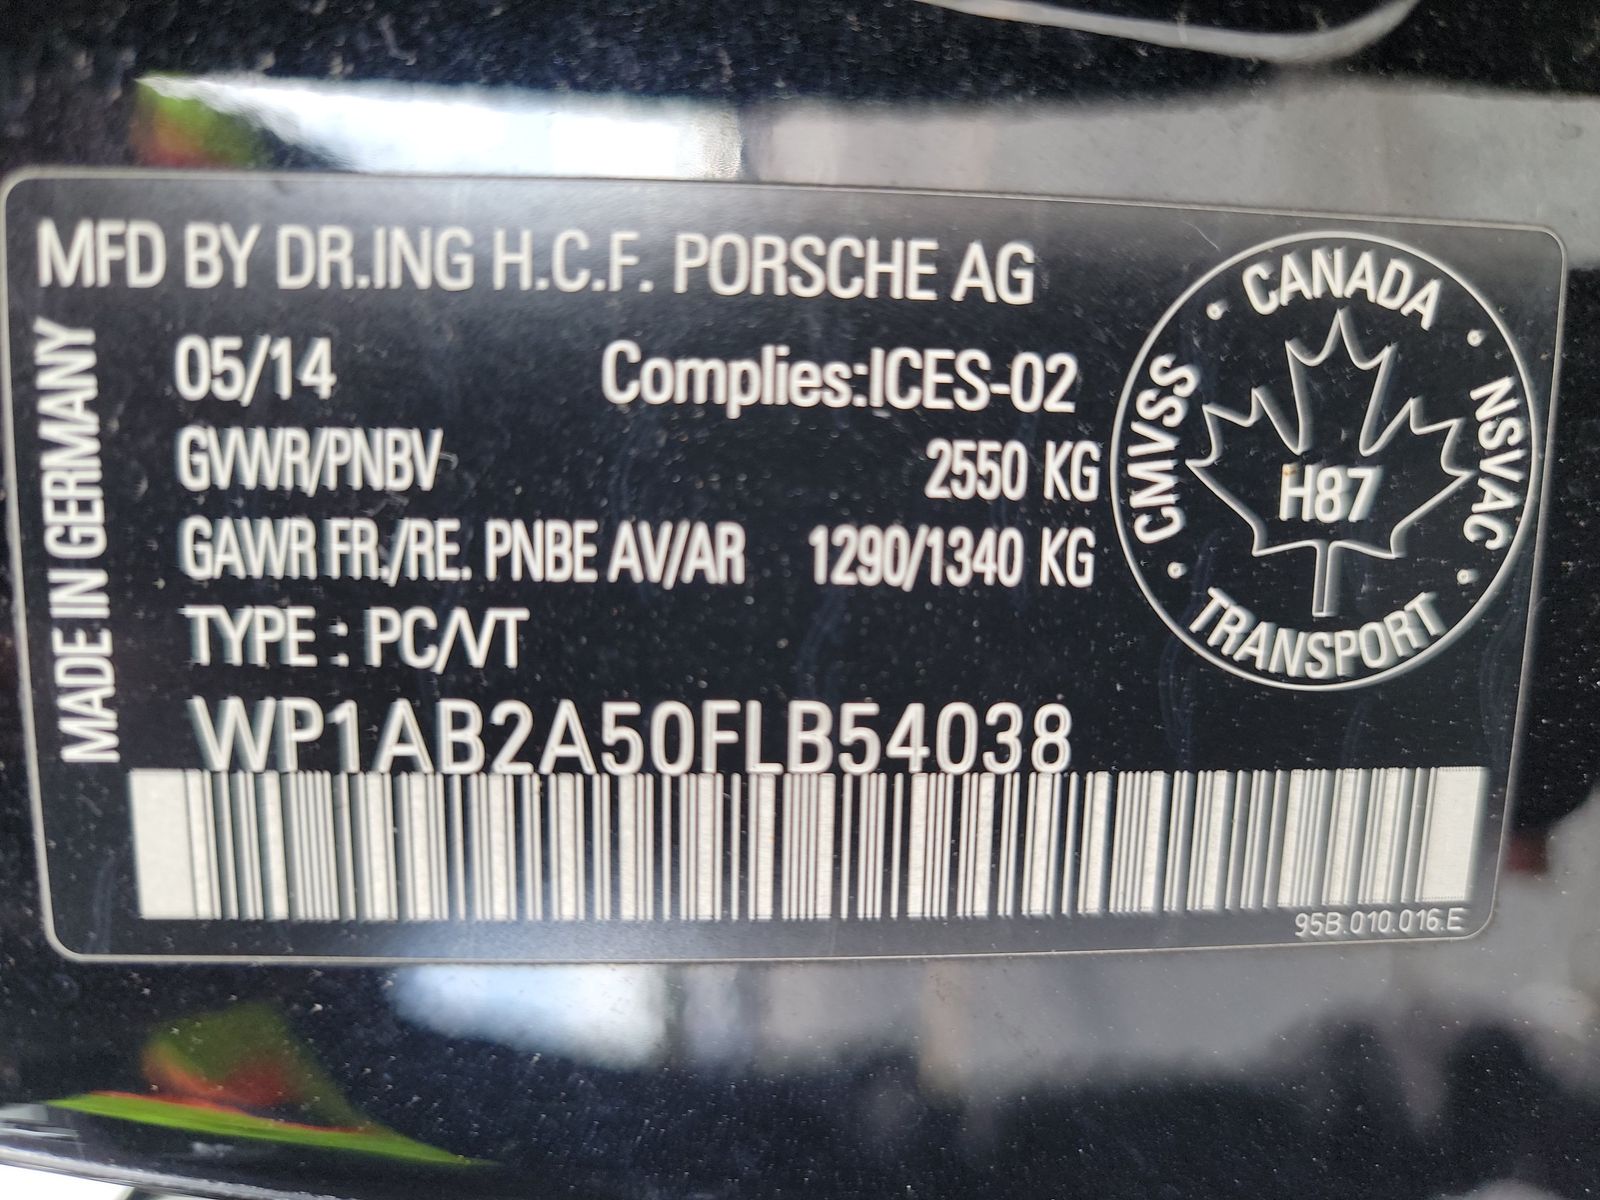 MFD BY DR.ING H.C.F. PORSCHE AG
MADE IN GERMANY
05/14 Complies:ICES-02
GVWR/PNBV 2550 KG
GAWR FR./RE. PNBE AV/AR 1290/1340 KG
TYPE : PC/VT
WP1AB2A50FLB54038
95B.010.016.E
CANADA
CMVSS
NSVAC
H87
TRANSPORT